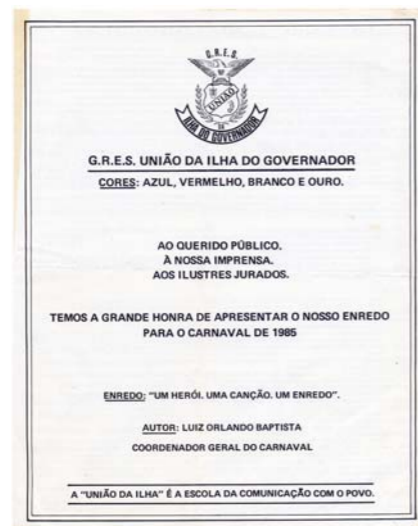 G.R.E.S.
UNIÃO
DA
ILHA DO GOVERNADOR
G.R.E.S. UNIÃO DA ILHA DO GOVERNADOR
CORES: AZUL, VERMELHO, BRANCO E OURO.
AO QUERIDO PÚBLICO.
À NOSSA IMPRENSA.
AOS ILUSTRES JURADOS.
TEMOS A GRANDE HONRA DE APRESENTAR O NOSSO ENREDO
PARA O CARNAVAL DE 1985
ENREDO: "UM HERÓI. UMA CANÇÃO. UM ENREDO".
AUTOR: LUIZ ORLANDO BAPTISTA
COORDENADOR GERAL DO CARNAVAL
A "UNIÃO DA ILHA" É A ESCOLA DA COMUNICAÇÃO COM O POVO.